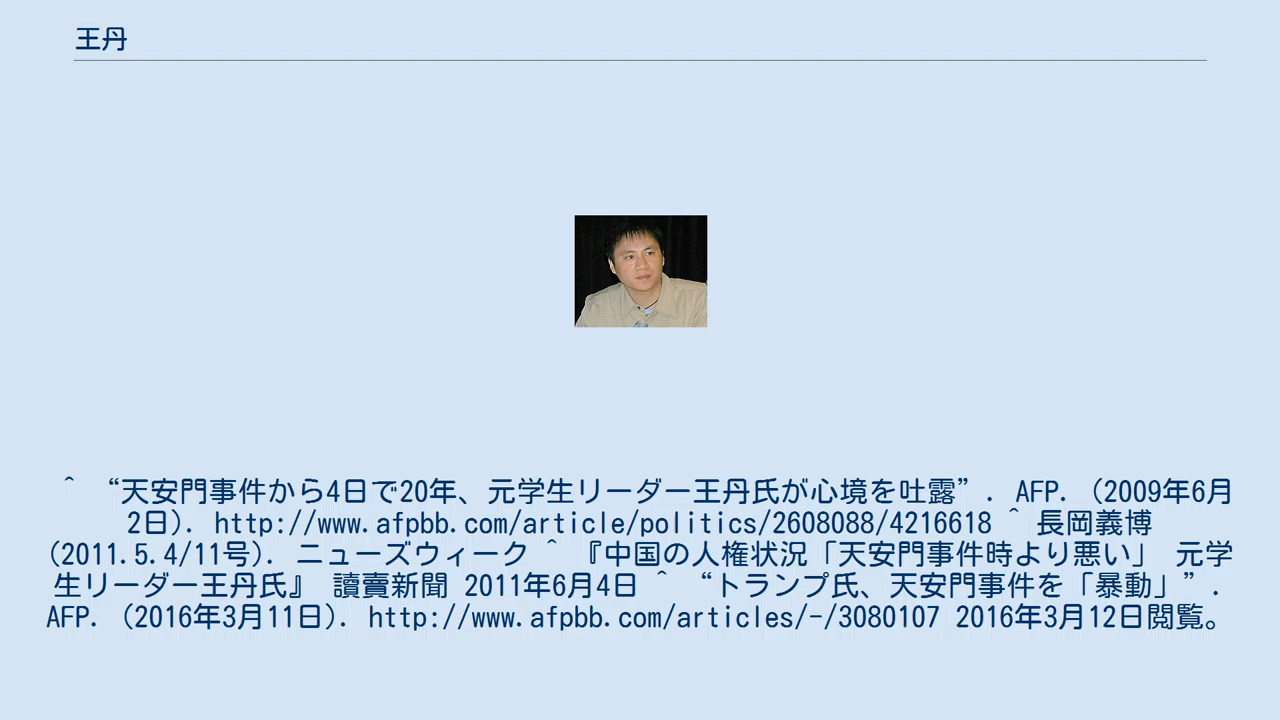 王丹
^ “天安門事件から4日で20年、元学生リーダー王丹氏が心境を吐露”. AFP. (2009年6月
2日). http://www.afpbb.com/article/politics/2608088/4216618 ^ 長岡義博
(2011.5.4/11号). ニューズウィーク ^ 『中国の人権状況「天安門事件時より悪い」 元学
生リーダー王丹氏』 讀賣新聞 2011年6月4日 ^ “トランプ氏、天安門事件を「暴動」”.
AFP. (2016年3月11日). http://www.afpbb.com/articles/-/3080107 2016年3月12日閲覧。